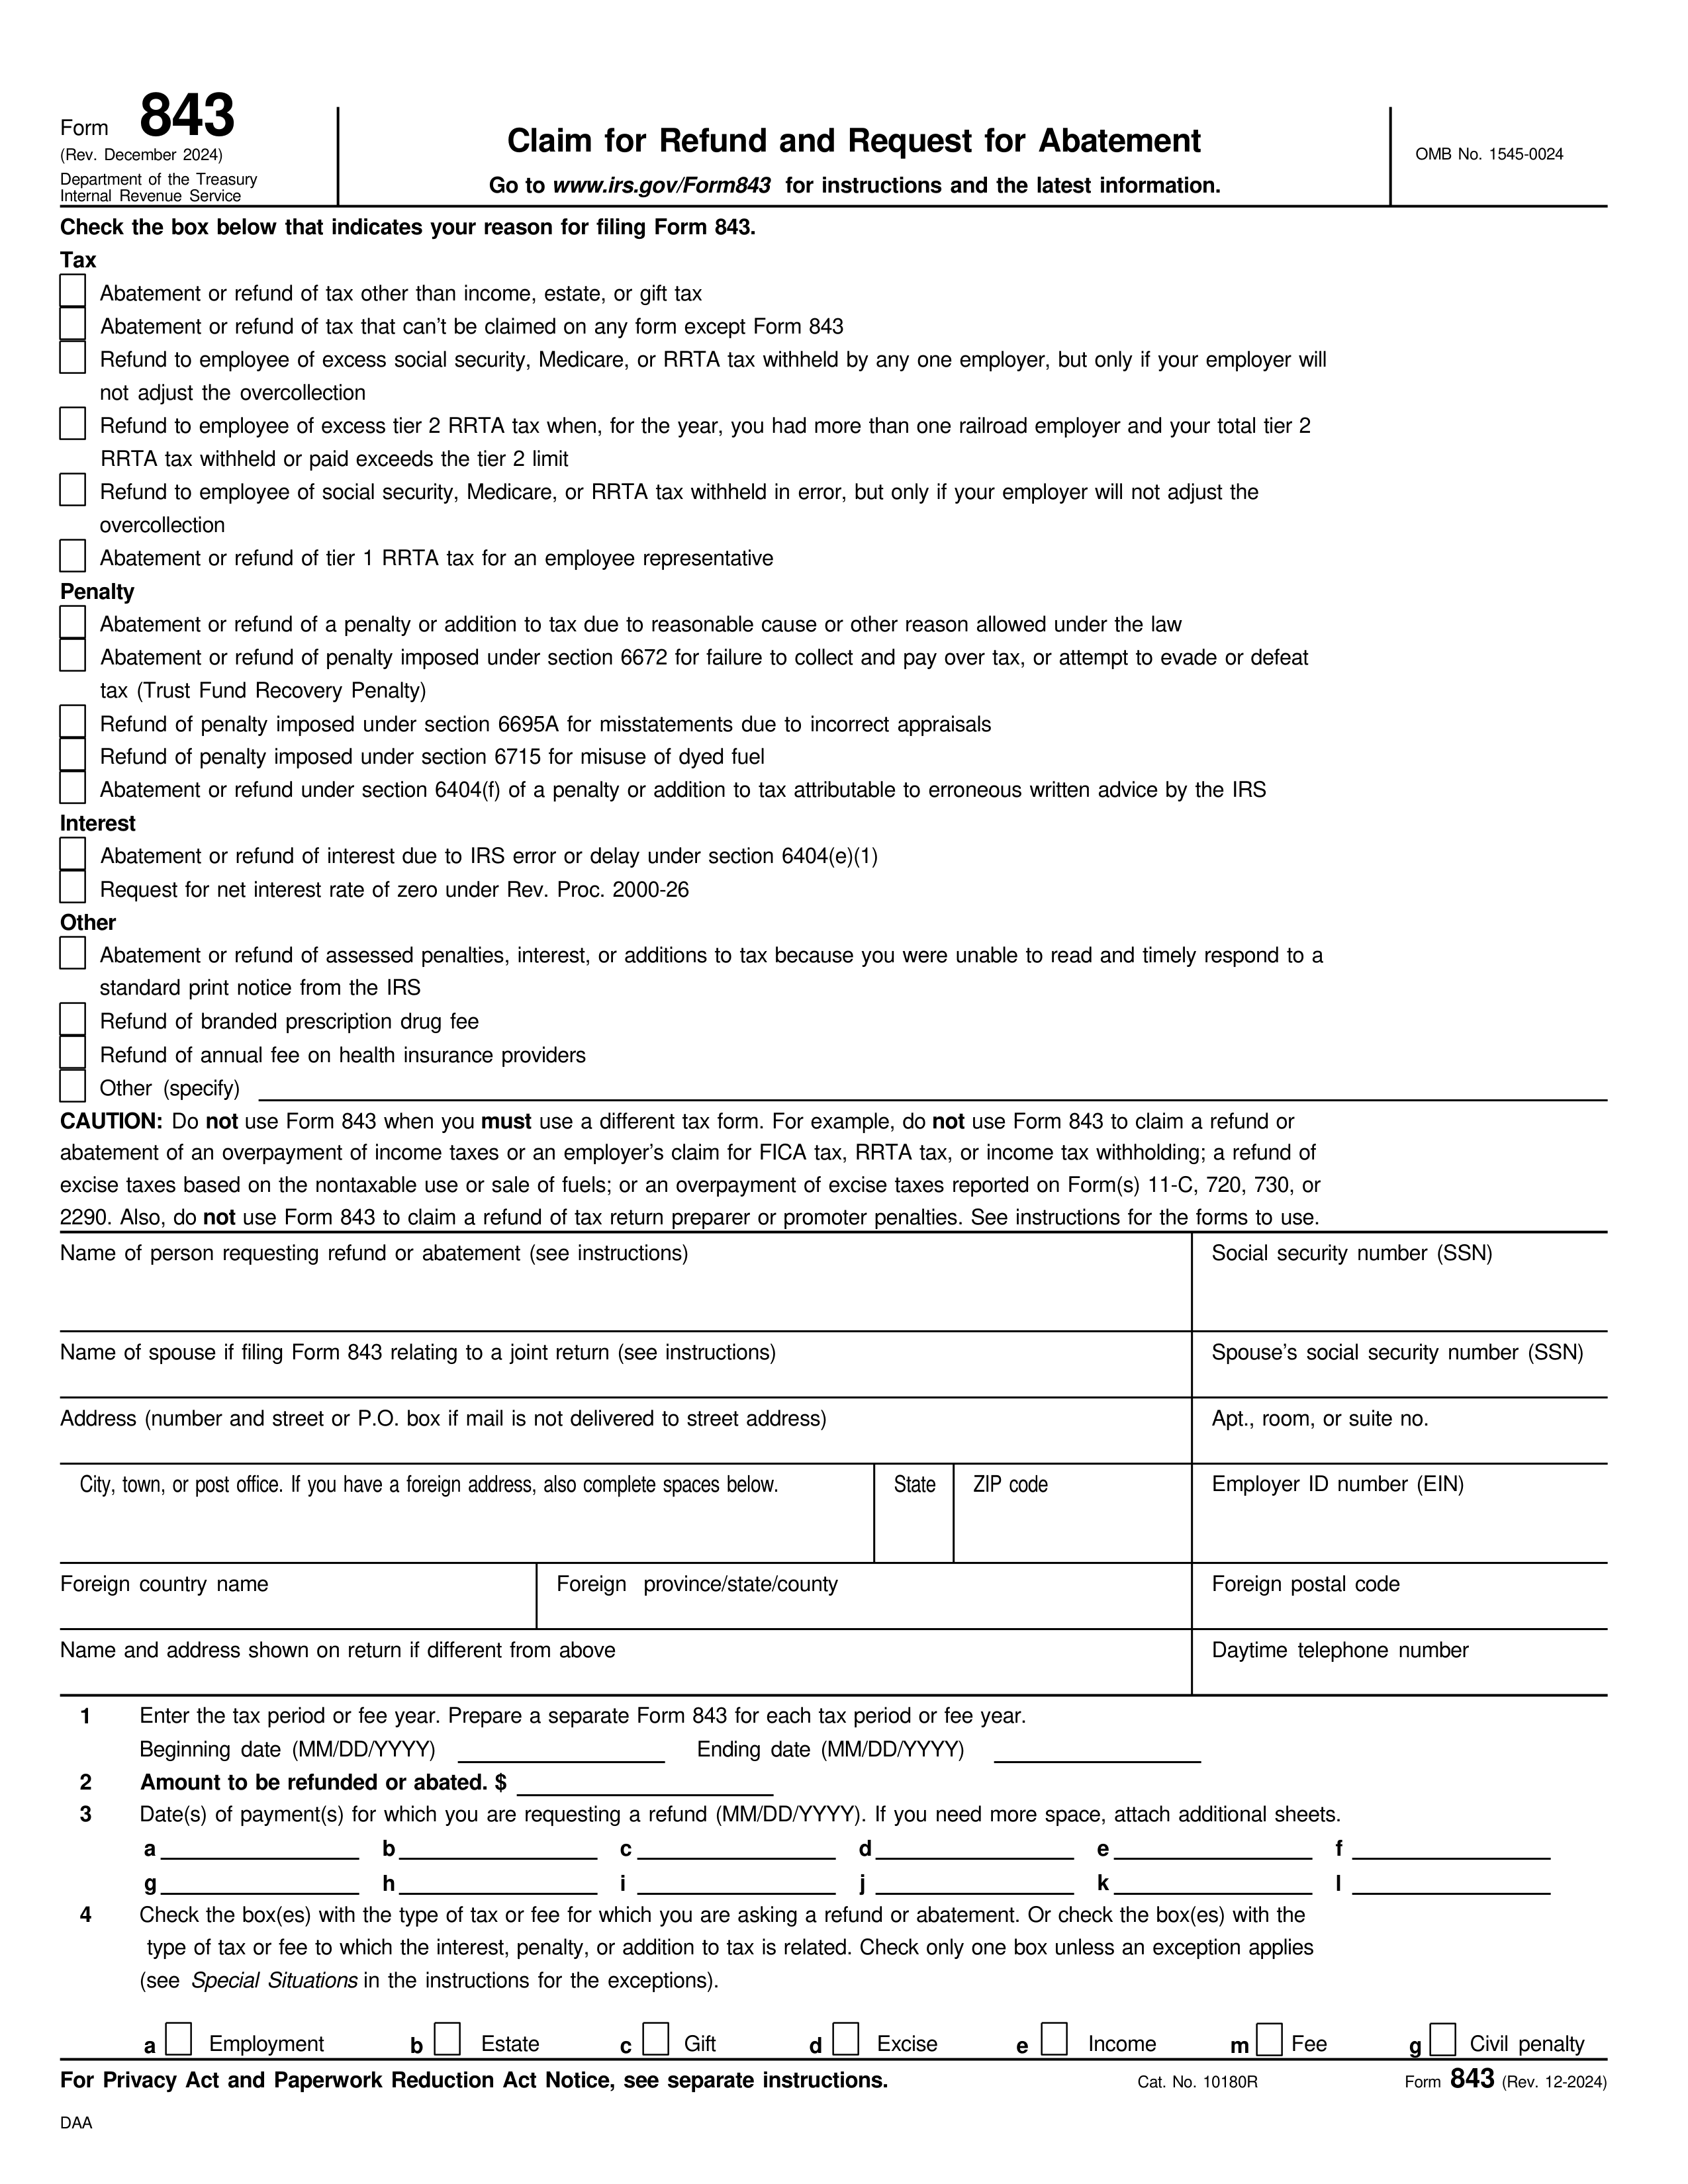 Form 843
(Rev. December 2024)
Department of the Treasury
Internal Revenue Service
Claim for Refund and Request for Abatement
Go to www.irs.gov/Form843 for instructions and the latest information.
OMB No. 1545-0024
Check the box below that indicates your reason for filing Form 843.
Tax
Abatement or refund of tax other than income, estate, or gift tax
Abatement or refund of tax that can’t be claimed on any form except Form 843
Refund to employee of excess social security, Medicare, or RRTA tax withheld by any one employer, but only if your employer will
not adjust the overcollection
Refund to employee of excess tier 2 RRTA tax when, for the year, you had more than one railroad employer and your total tier 2
RRTA tax withheld or paid exceeds the tier 2 limit
Refund to employee of social security, Medicare, or RRTA tax withheld in error, but only if your employer will not adjust the
overcollection
Abatement or refund of tier 1 RRTA tax for an employee representative
Penalty
Abatement or refund of a penalty or addition to tax due to reasonable cause or other reason allowed under the law
Abatement or refund of penalty imposed under section 6672 for failure to collect and pay over tax, or attempt to evade or defeat
tax (Trust Fund Recovery Penalty)
Refund of penalty imposed under section 6695A for misstatements due to incorrect appraisals
Refund of penalty imposed under section 6715 for misuse of dyed fuel
Abatement or refund under section 6404(f) of a penalty or addition to tax attributable to erroneous written advice by the IRS
Interest
Abatement or refund of interest due to IRS error or delay under section 6404(e)(1)
Request for net interest rate of zero under Rev. Proc. 2000-26
Other
Abatement or refund of assessed penalties, interest, or additions to tax because you were unable to read and timely respond to a
standard print notice from the IRS
Refund of branded prescription drug fee
Refund of annual fee on health insurance providers
Other (specify)
CAUTION: Do not use Form 843 when you must use a different tax form. For example, do not use Form 843 to claim a refund or
abatement of an overpayment of income taxes or an employer’s claim for FICA tax, RRTA tax, or income tax withholding; a refund of
excise taxes based on the nontaxable use or sale of fuels; or an overpayment of excise taxes reported on Form(s) 11-C, 720, 730, or
2290. Also, do not use Form 843 to claim a refund of tax return preparer or promoter penalties. See instructions for the forms to use.
Name of person requesting refund or abatement (see instructions)
Social security number (SSN)
Name of spouse if filing Form 843 relating to a joint return (see instructions)
Spouse’s social security number (SSN)
Address (number and street or P.O. box if mail is not delivered to street address)
Apt., room, or suite no.
City, town, or post office. If you have a foreign address, also complete spaces below.
State
ZIP code
Employer ID number (EIN)
Foreign country name
Foreign province/state/county
Foreign postal code
Name and address shown on return if different from above
Daytime telephone number
1 Enter the tax period or fee year. Prepare a separate Form 843 for each tax period or fee year.
Beginning date (MM/DD/YYYY) Ending date (MM/DD/YYYY)
2 Amount to be refunded or abated. $
3 Date(s) of payment(s) for which you are requesting a refund (MM/DD/YYYY). If you need more space, attach additional sheets.
a b c d e f
g h i j k l
4 Check the box(es) with the type of tax or fee for which you are asking a refund or abatement. Or check the box(es) with the
type of tax or fee to which the interest, penalty, or addition to tax is related. Check only one box unless an exception applies
(see Special Situations in the instructions for the exceptions).
a Employment b Estate c Gift d Excise e Income m Fee g Civil penalty
For Privacy Act and Paperwork Reduction Act Notice, see separate instructions. Cat. No. 10180R Form 843 (Rev. 12-2024)
DAA